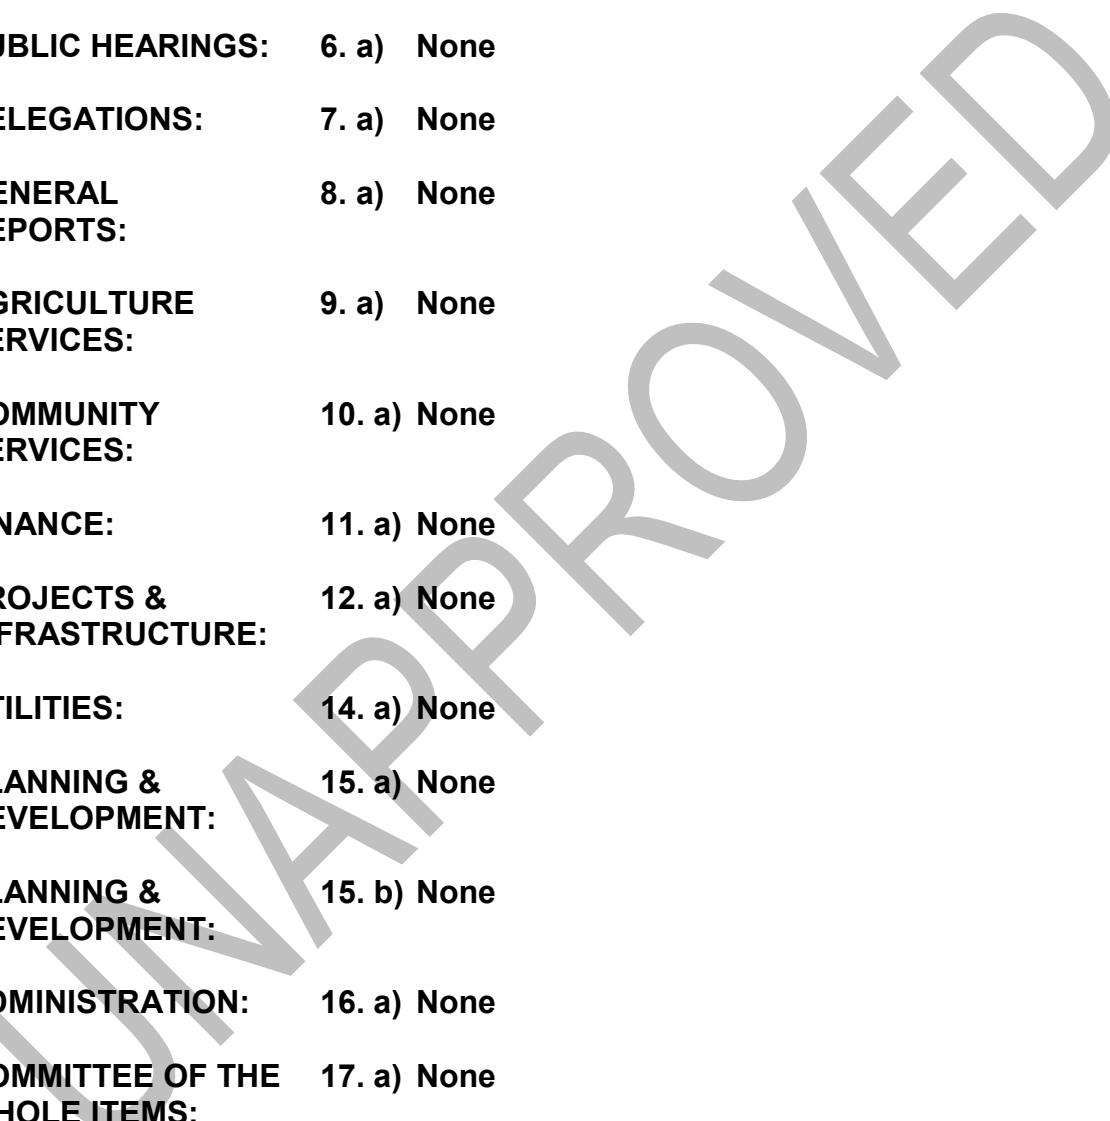 UBLIC HEARINGS: 6. a) None
ELEGATIONS: 7. a) None
ENERAL 8. a) None
EPORTS:
GRICULTURE 9. a) None
ERVICES:
OMMUNITY 10. a) None
ERVICES:
NANCE: 11. a) None
ROJECTS & 12. a) None
FRASTRUCTURE:
TILITIES: 14. a) None
LANNING & 15. a) None
EVELOPMENT:
LANNING & 15. b) None
EVELOPMENT:
DMINISTRATION: 16. a) None
OMMITTEE OF THE 17. a) None
HOLE ITEMS:
UNAPPROVED